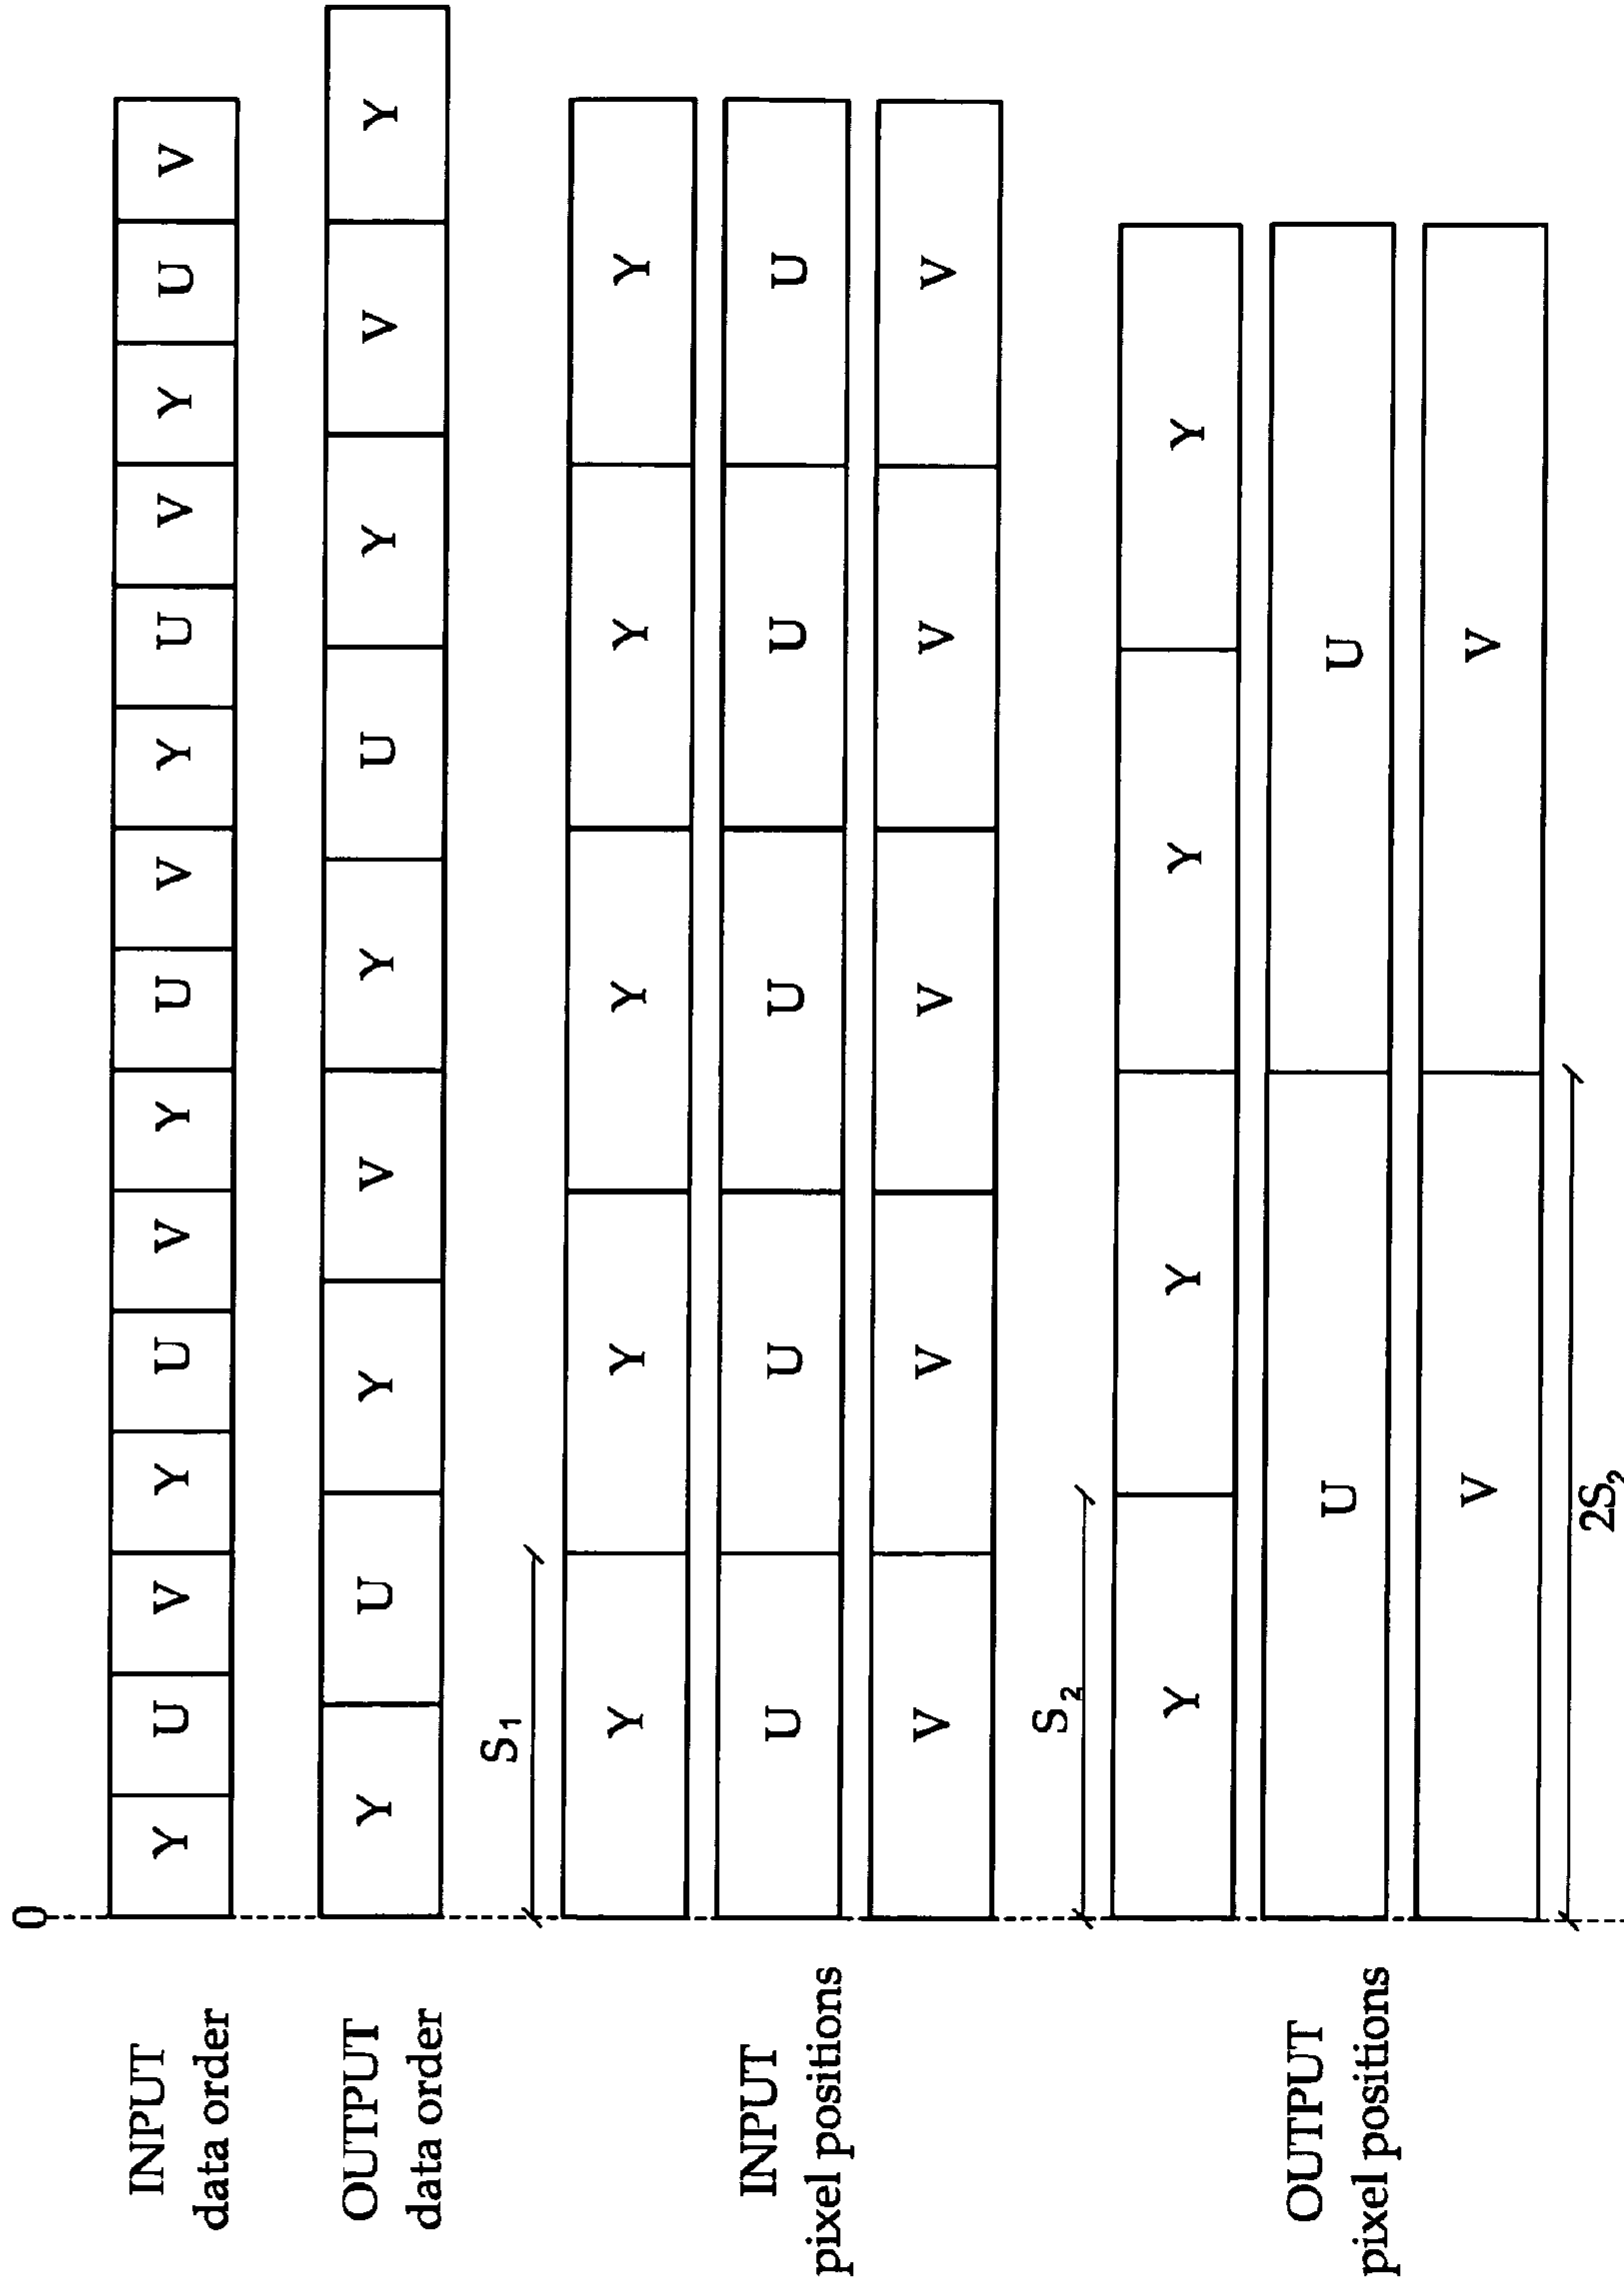 0
INPUT
data order
Y U V Y U V Y U V Y U V Y U V
OUTPUT
data order
Y U Y V Y U Y V Y
S1
INPUT
pixel positions
Y Y Y Y Y
U U U U U
V V V V V
S2
OUTPUT
pixel positions
Y Y Y Y
U U
V V
2S2